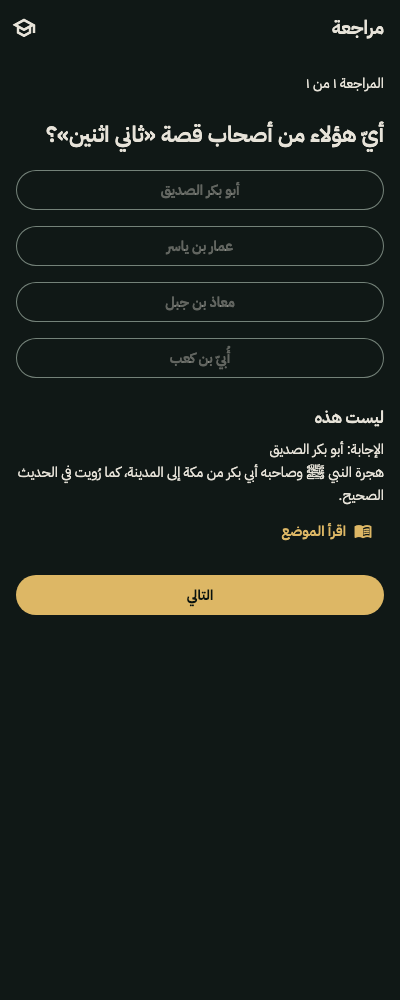 مراجعة
المراجعة ١ من ١
أيّ هؤلاء من أصحاب قصة «ثاني اثنين»؟
أبو بكر الصديق
عمار بن ياسر
معاذ بن جبل
أُبيّ بن كعب
ليست هذه
الإجابة: أبو بكر الصديق
هجرة النبي ﷺ وصاحبه أبي بكر من مكة إلى المدينة، كما رُويت في الحديث
الصحيح.
اقرأ الموضع
التالي